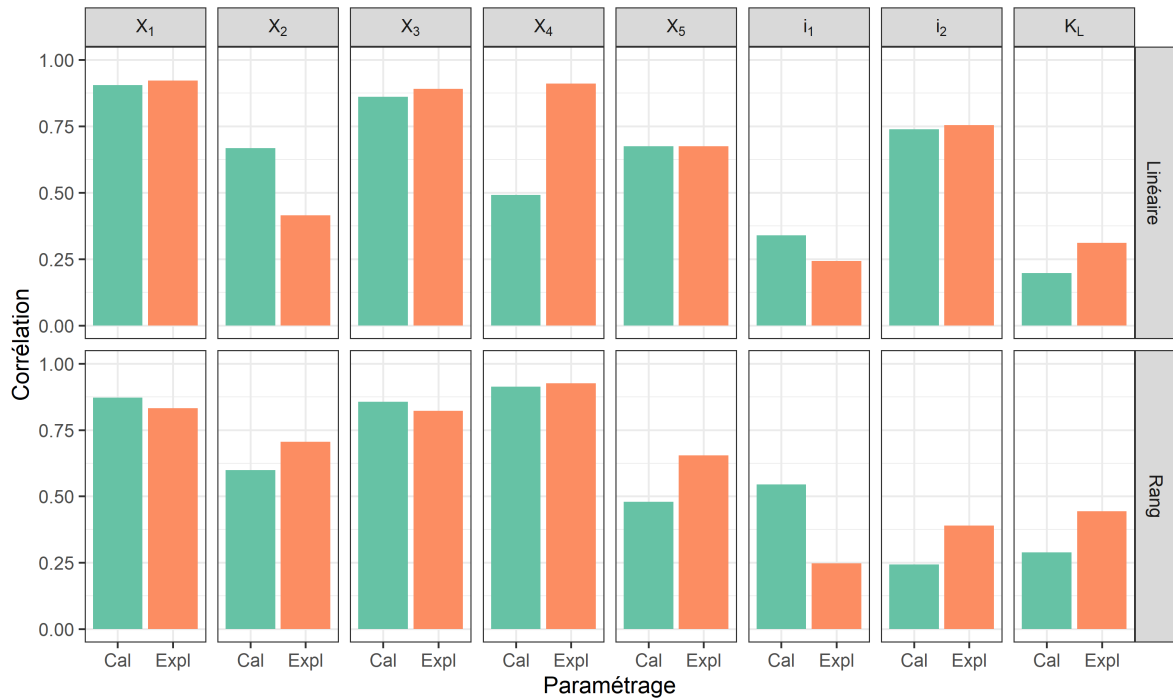 X₁ X₂ X₃ X₄ X₅ i₁ i₂ K_L
1.00
0.75
0.50
0.25
0.00
Linéaire
Corrélation
1.00
0.75
0.50
0.25
0.00
Rang
Cal Expl Cal Expl Cal Expl Cal Expl Cal Expl Cal Expl Cal Expl Cal Expl
Paramétrage